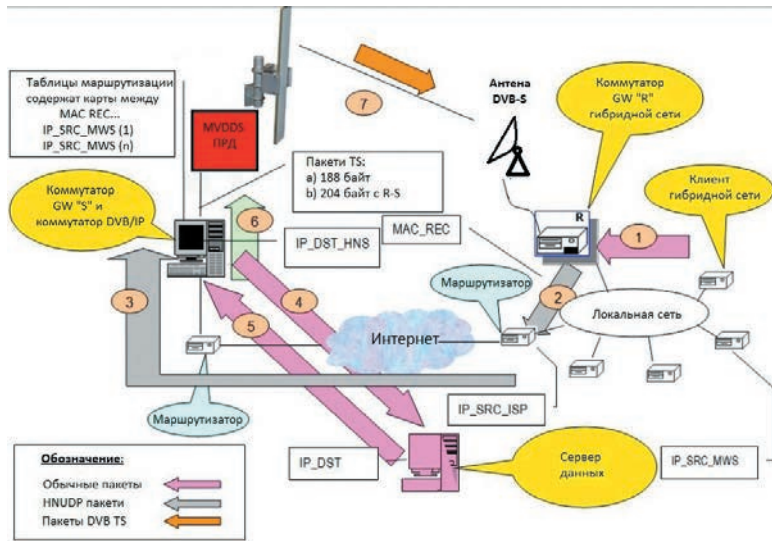 Таблицы маршрутизации
содержат карты между
MAC REC...
IP_SRC_MWS (1)
IP_SRC_MWS (n)
MVDDS
ПРД
7
Антена
DVB-S
Коммутатор
GW "R"
гибридной сети
Пакети TS:
a) 188 байт
b) 204 байт с R-S
Коммутатор
GW "S" и
коммутатор DVB/IP
6
IP_DST_HNS
MAC_REC
R
1
Клиент
гибридной сети
3
4
5
2
Маршрутизатор
Локальная сеть
Интернет
Маршрутизатор
IP_SRC_ISP
IP_DST
Сервер
данных
IP_SRC_MWS
Обозначение:
Обычные пакеты
HNUDP пакети
Пакеты DVB TS